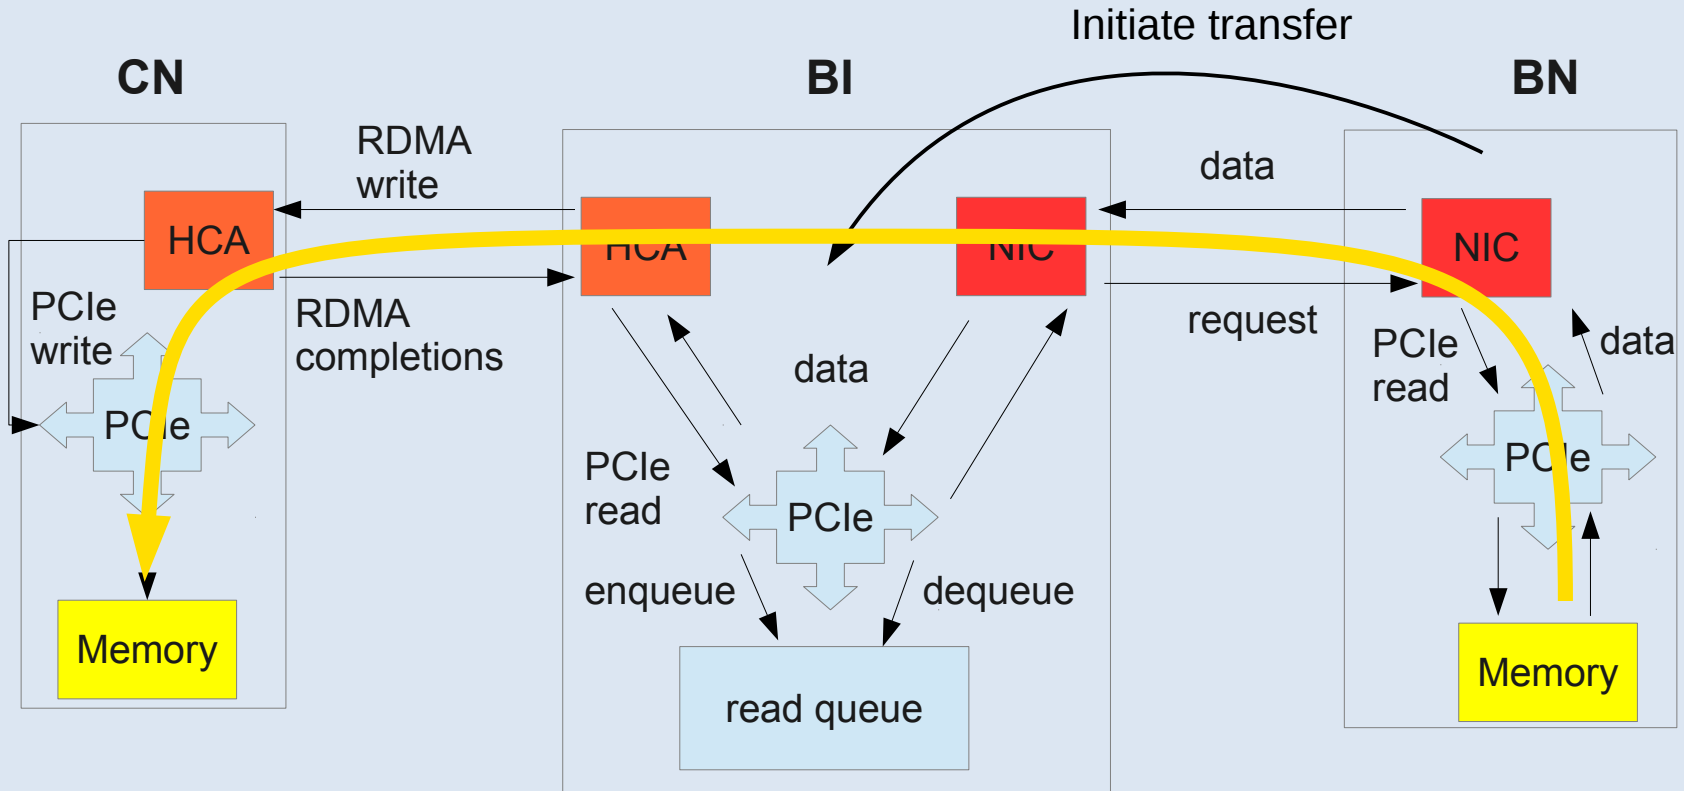 Initiate transfer
CN
BI
BN
RDMA
write
data
HCA
HCA
NIC
NIC
PCIe
write
RDMA
completions
request
PCIe
read
data
data
PCIe
PCIe
PCIe
read
PCIe
enqueue
dequeue
Memory
Memory
read queue